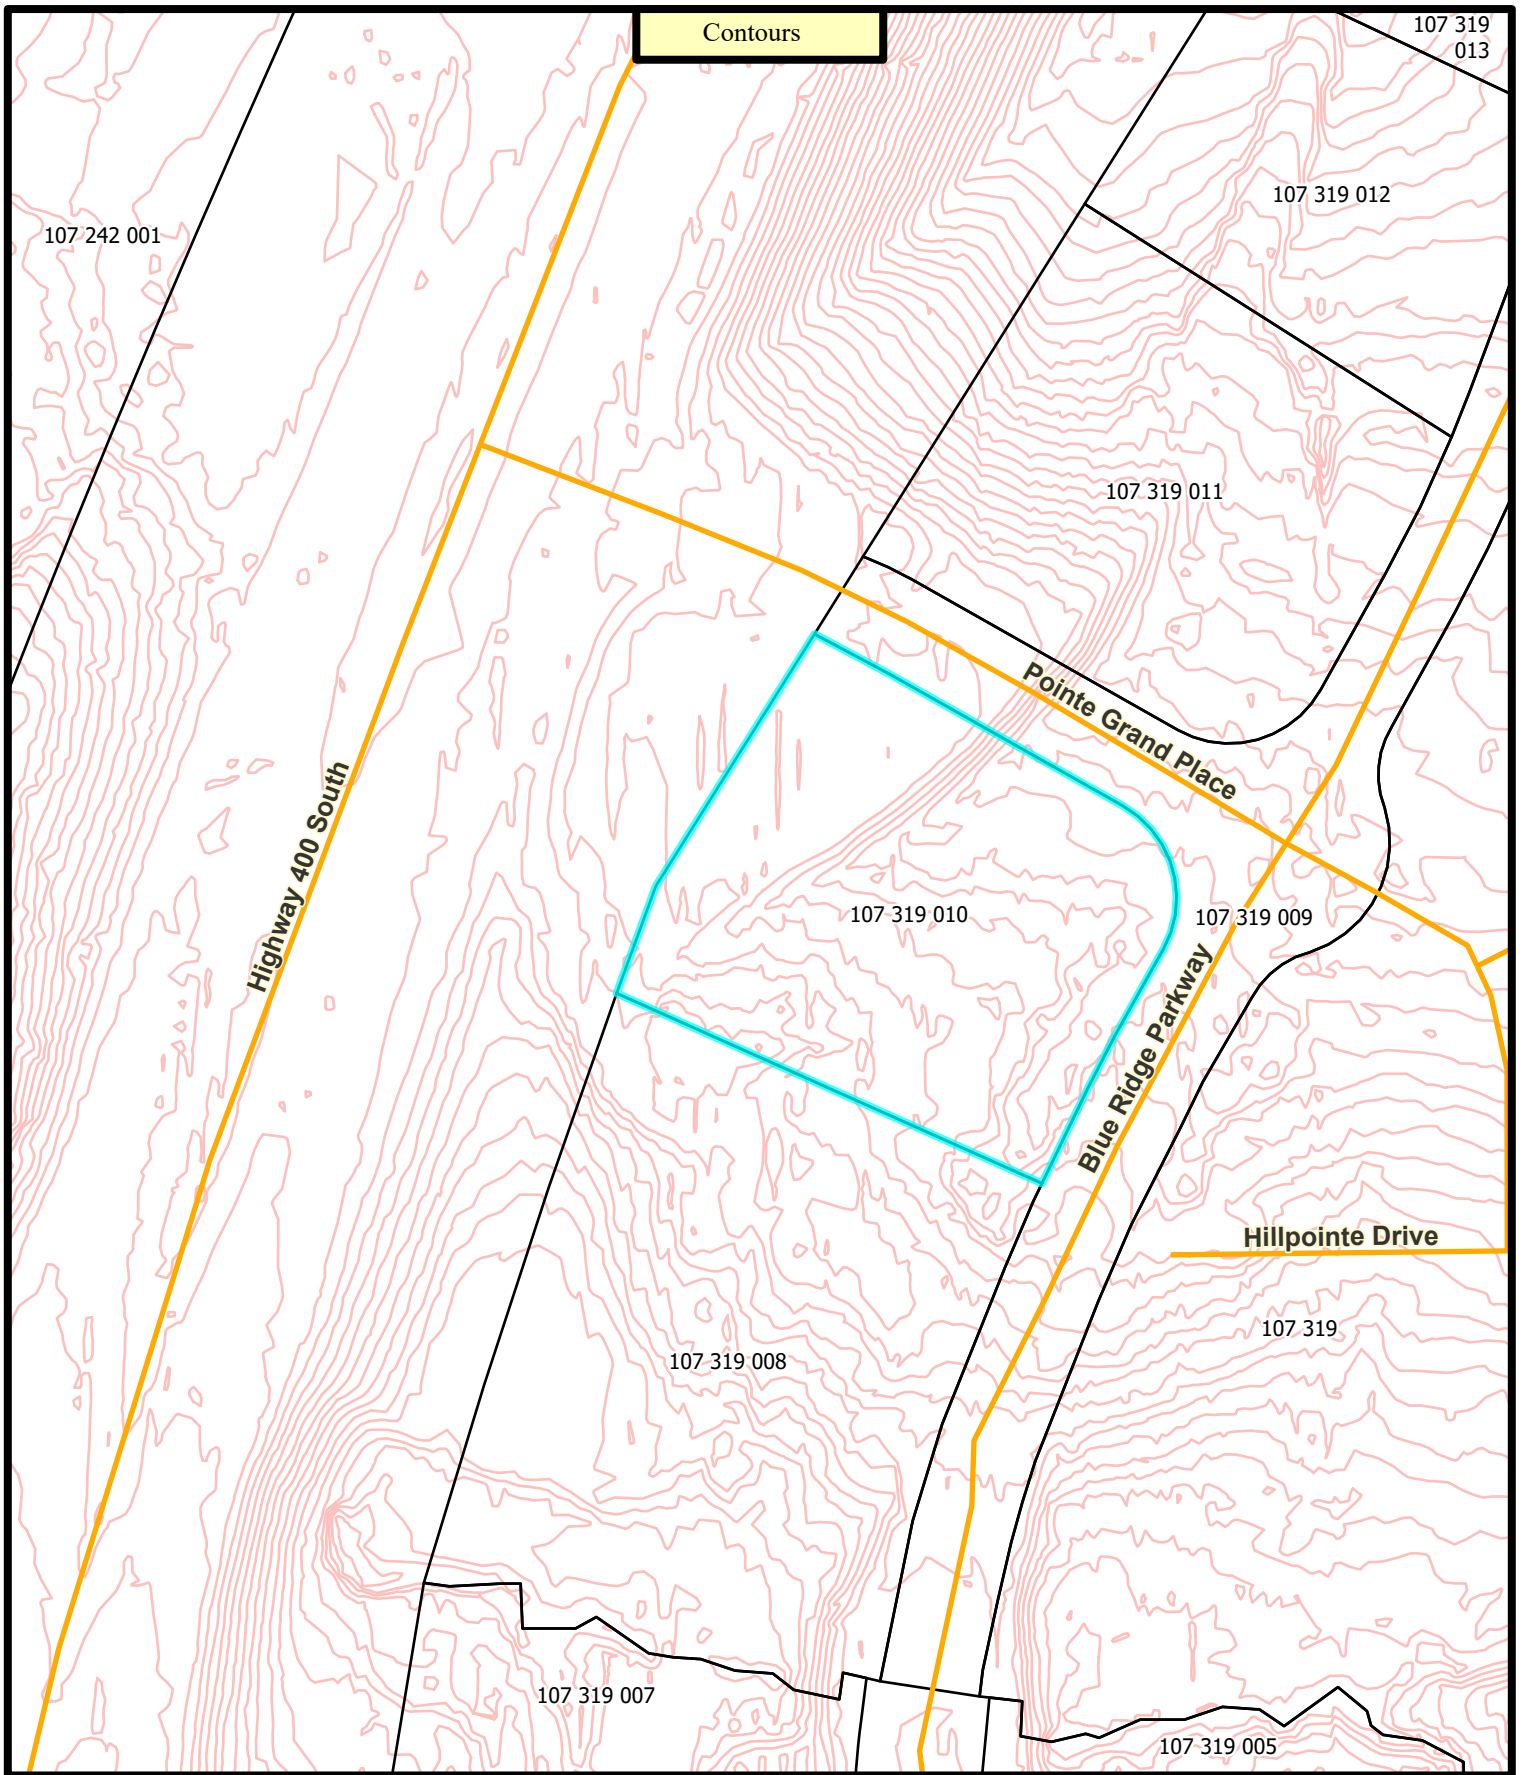 Contours
107 319
013
107 319 012
107 242 001
107 319 011
Pointe Grand Place
Highway 400 South
107 319 010
107 319 009
Blue Ridge Parkway
Hillpointe Drive
107 319
107 319 008
107 319 007
107 319 005